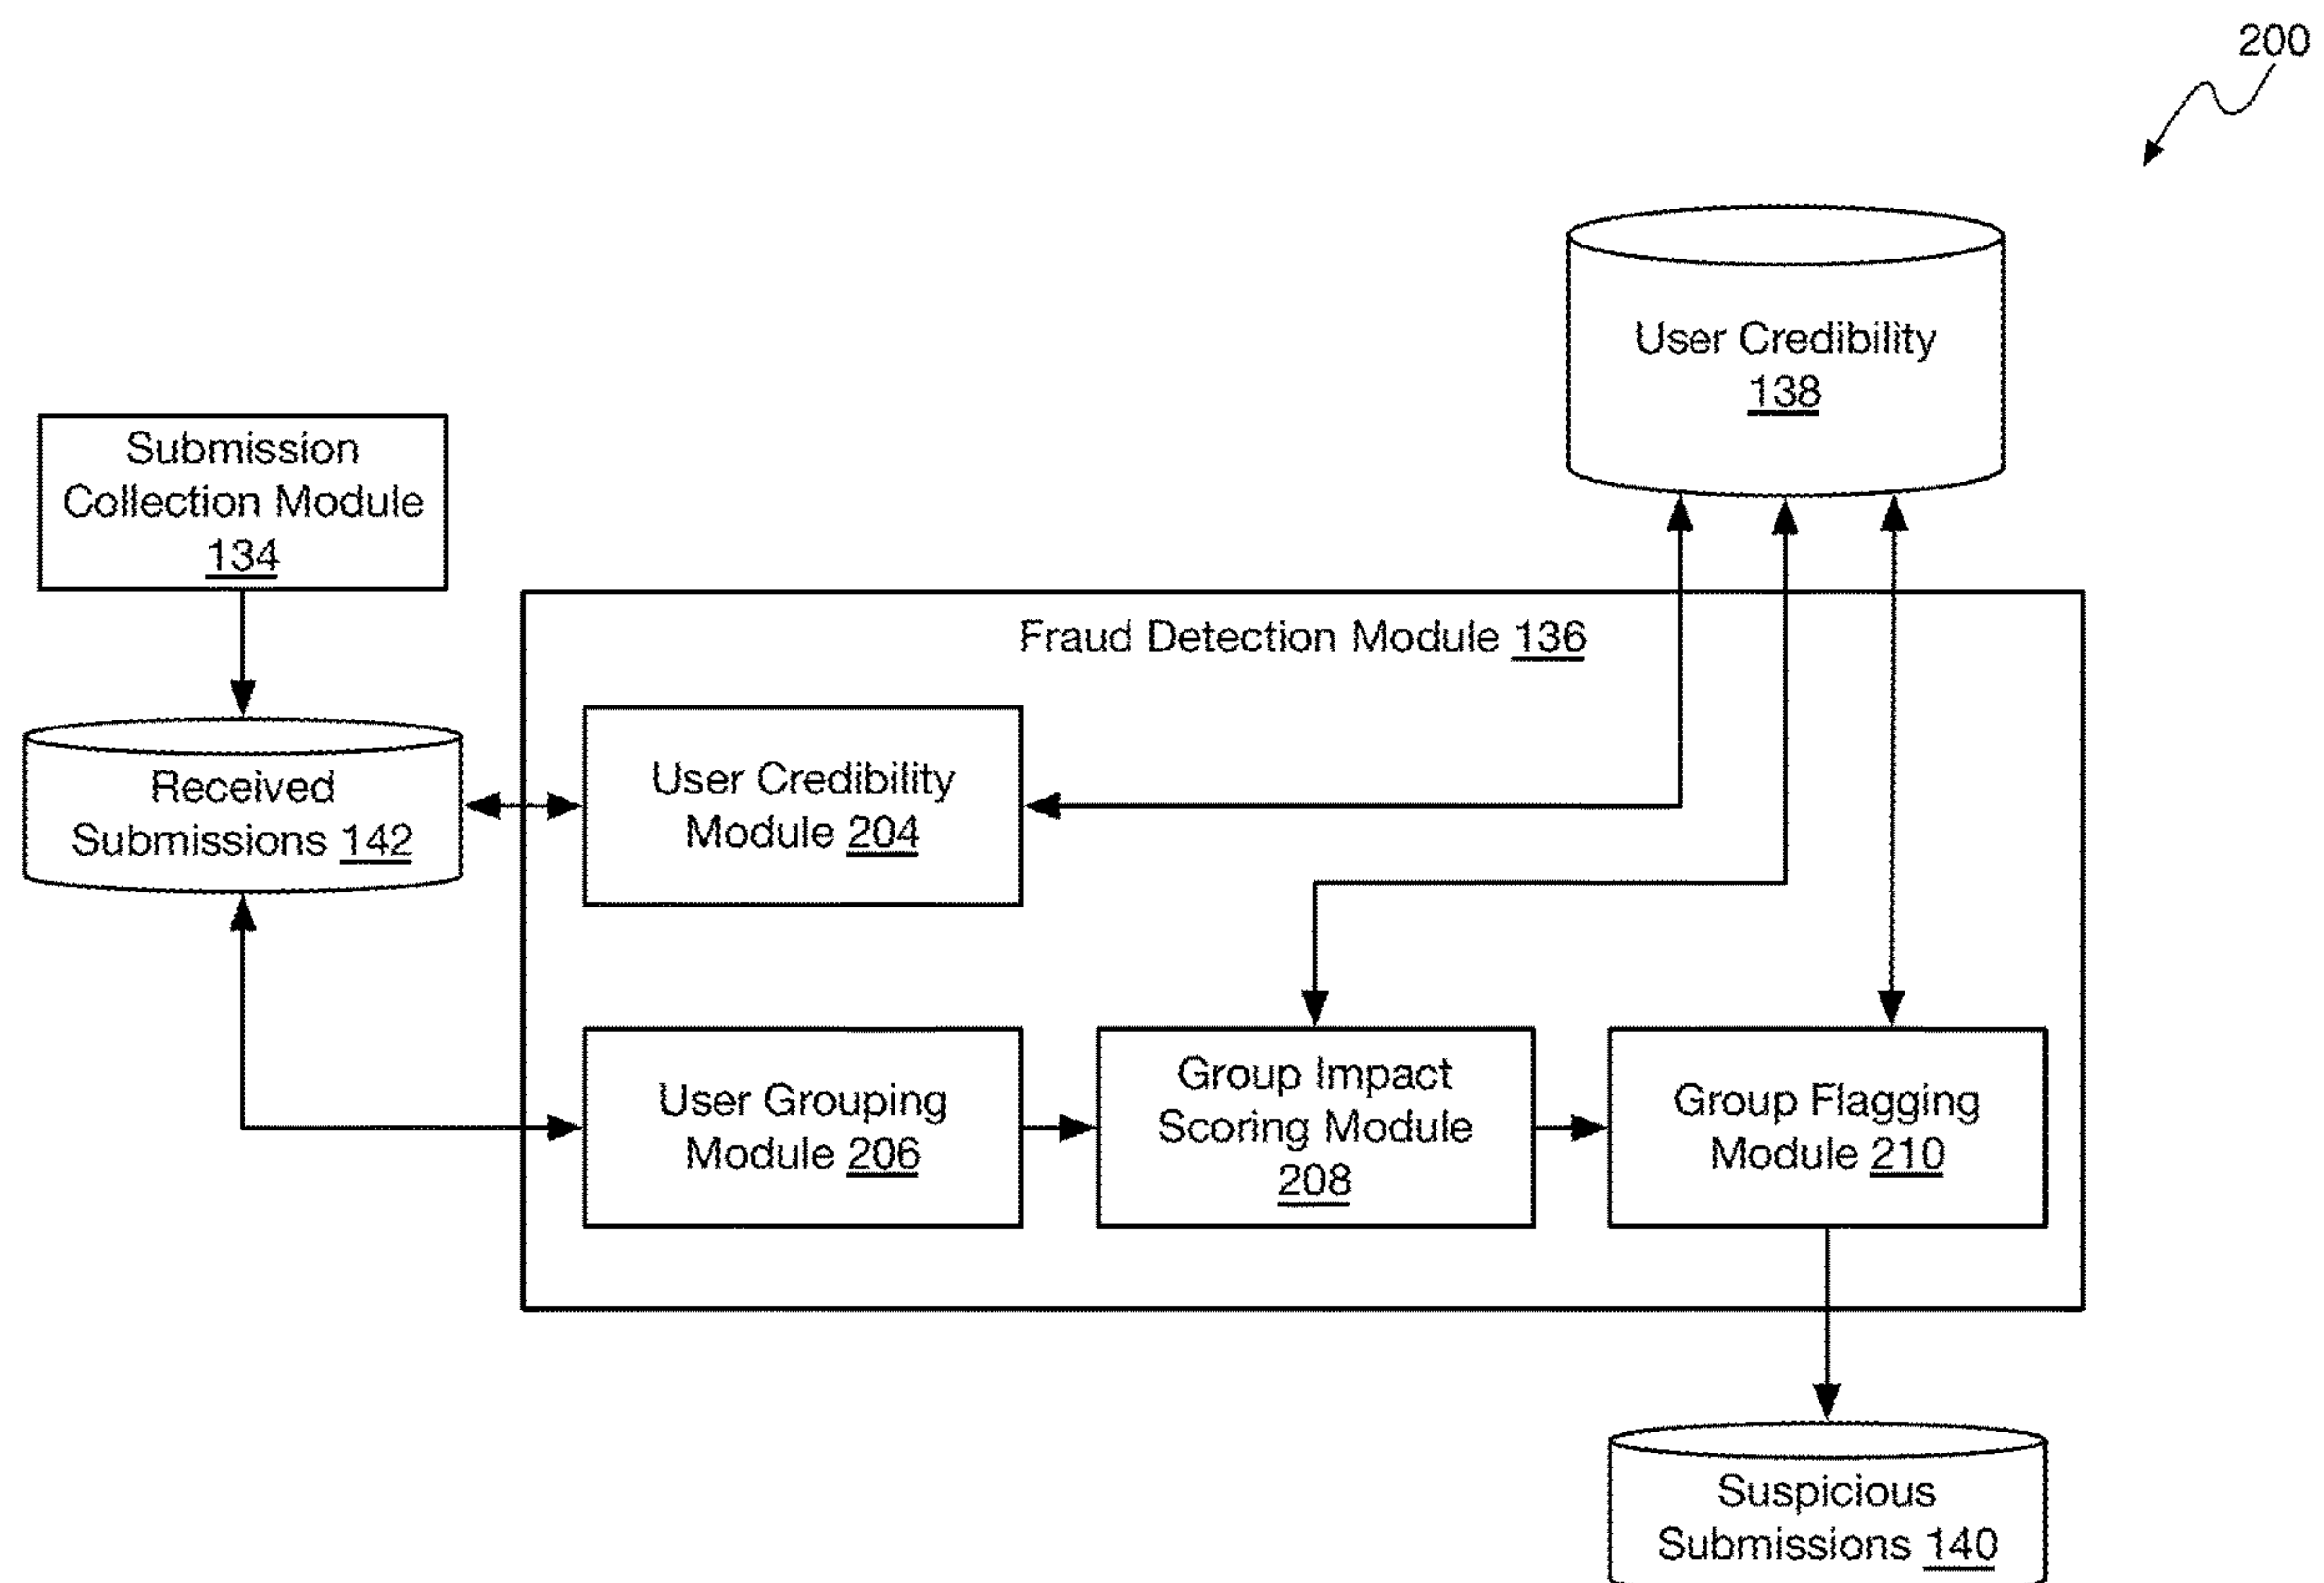 200
User Credibility
138
Submission
Collection Module
134
Fraud Detection Module 136
Received
Submissions 142
User Credibility
Module 204
User Grouping
Module 206
Group Impact
Scoring Module
208
Group Flagging
Module 210
Suspicious
Submissions 140